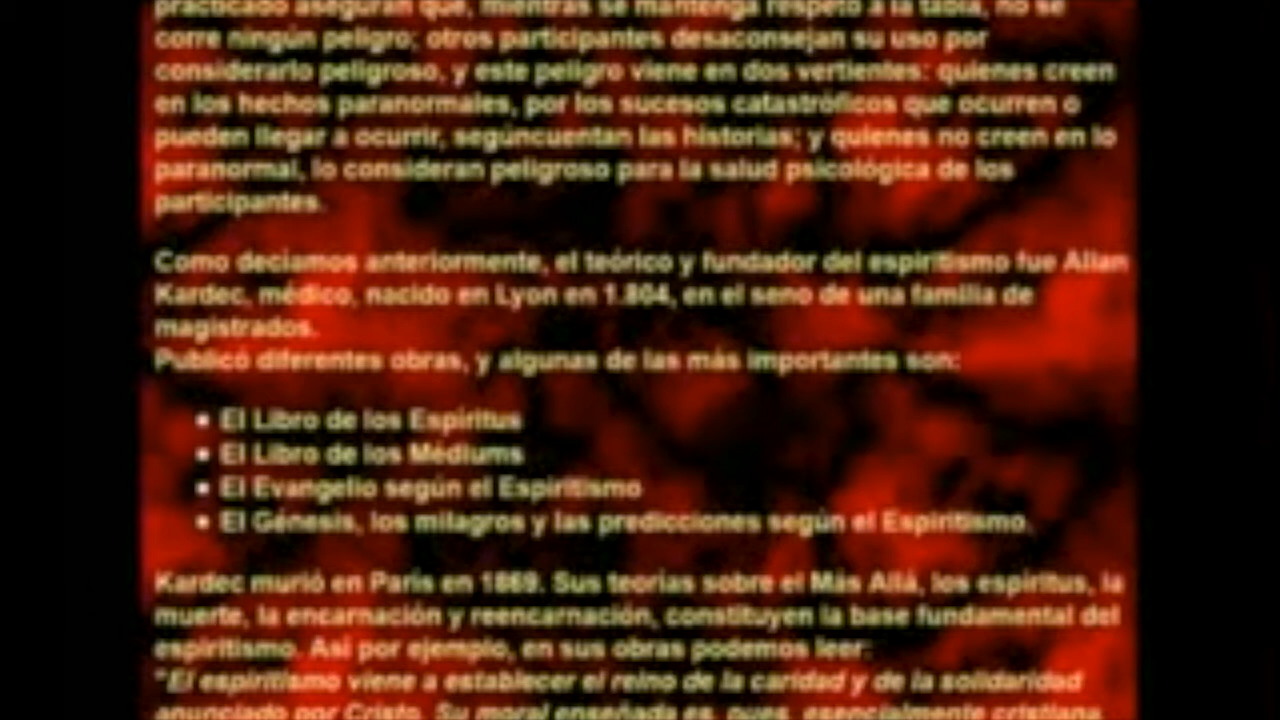 practicado aseguran que, mientras se mantenga respeto a la tabla, no se
corre ningún peligro; otros participantes desaconsejan su uso por
considerarlo peligroso, y este peligro viene en dos vertientes: quienes creen
en los hechos paranormales, por los sucesos catastróficos que ocurren o
pueden llegar a ocurrir, segúncuentan las historias; y quienes no creen en lo
paranormal, lo consideran peligroso para la salud psicológica de los
participantes.
Como decíamos anteriormente, el teórico y fundador del espiritismo fue Allan
Kardec, médico, nacido en Lyon en 1.804, en el seno de una familia de
magistrados.
Publicó diferentes obras, y algunas de las más importantes son:
▪ El Libro de los Espíritus
▪ El Libro de los Médiums
▪ El Evangelio según el Espiritismo
▪ El Génesis, los milagros y las predicciones según el Espiritismo.
Kardec murió en París en 1869. Sus teorías sobre el Más Allá, los espíritus, la
muerte, la encarnación y reencarnación, constituyen la base fundamental del
espiritismo. Así por ejemplo, en sus obras podemos leer:
"El espiritismo viene a establecer el reino de la caridad y de la solidaridad
anunciado por Cristo. Su moral enseñada es, pues, esencialmente cristiana